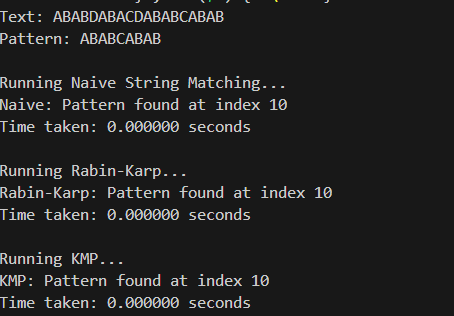 Text: ABABDABACDABABCABAB
Pattern: ABABCABAB
Running Naive String Matching...
Naive: Pattern found at index 10
Time taken: 0.000000 seconds
Running Rabin-Karp...
Rabin-Karp: Pattern found at index 10
Time taken: 0.000000 seconds
Running KMP...
KMP: Pattern found at index 10
Time taken: 0.000000 seconds